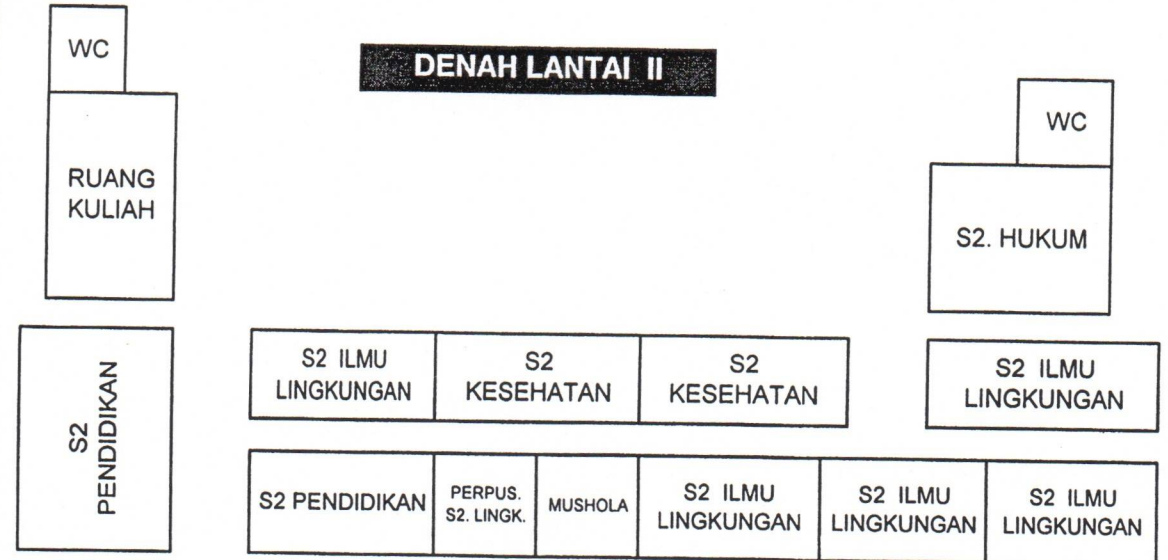 WC
DENAH LANTAI II
WC
RUANG
KULIAH
S2. HUKUM
S2
PENDIDIKAN
S2 ILMU
LINGKUNGAN
S2
KESEHATAN
S2
KESEHATAN
S2 ILMU
LINGKUNGAN
S2 PENDIDIKAN
PERPUS.
S2. LINGK.
MUSHOLA
S2 ILMU
LINGKUNGAN
S2 ILMU
LINGKUNGAN
S2 ILMU
LINGKUNGAN